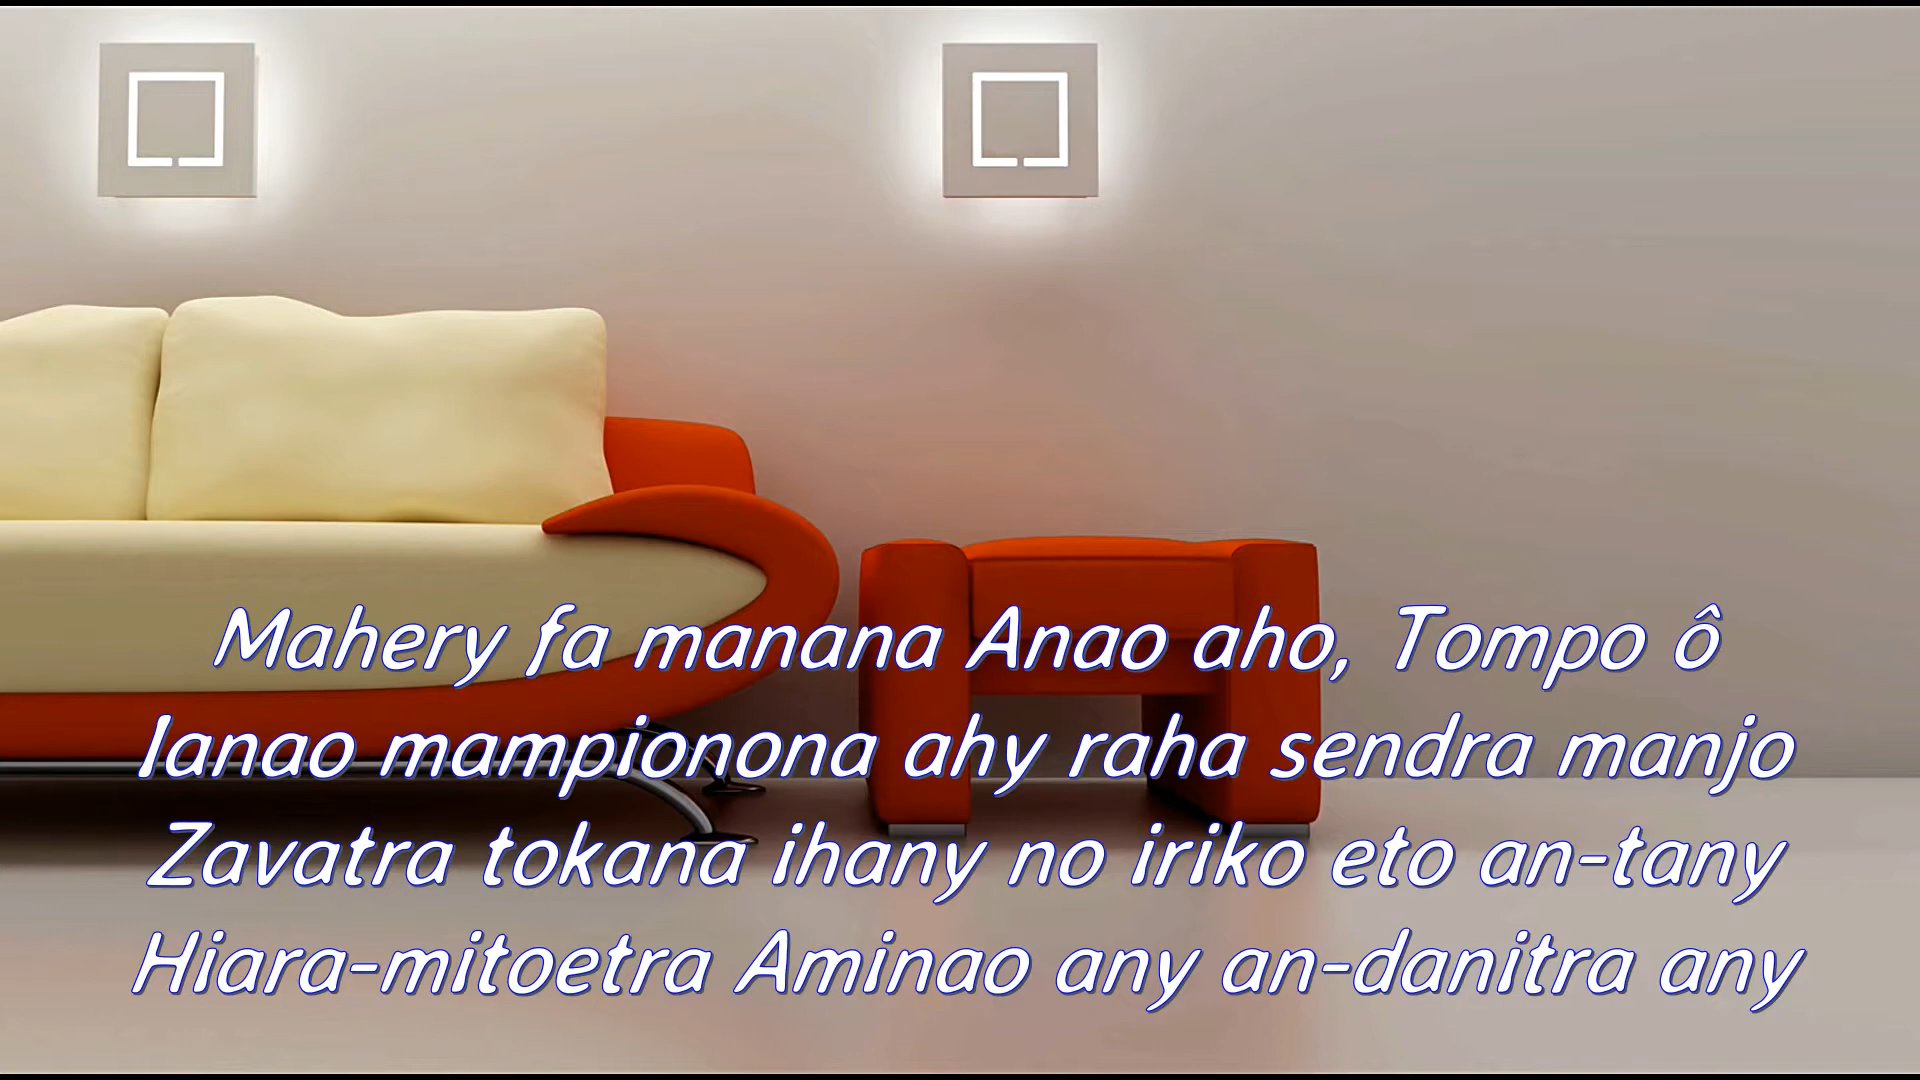 Mahery fa manana Anao aho, Tompo ô
Ianao mampionona ahy raha sendra manjo
Zavatra tokana ihany no iriko eto an-tany
Hiara-mitoetra Aminao any an-danitra any